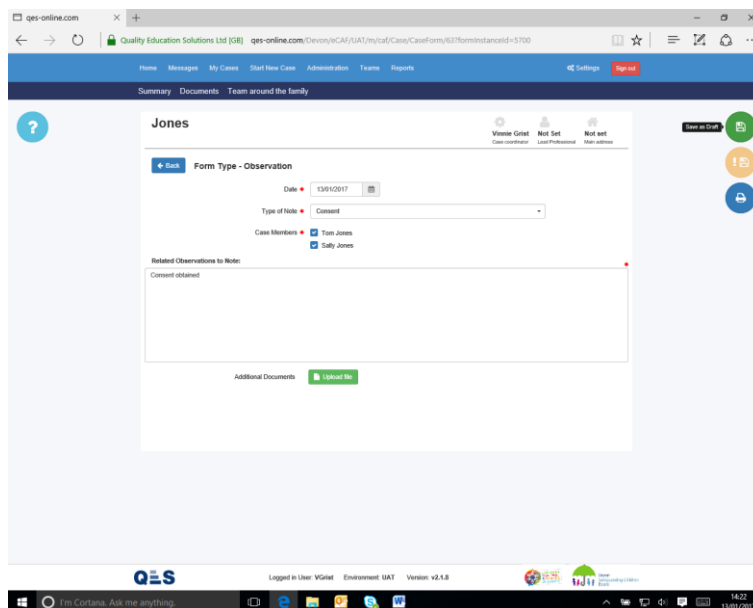 qes-online.com
Quality Education Solutions Ltd [GB] qes-online.com/Devon/eCAF/UAT/m/caf/Case/CaseForm/63?formInstanceId=5700
Home Messages My Cases Start New Case Administration Teams Reports Settings Sign out
Summary Documents Team around the family
?
Jones
Vinnie Griet Not Set Not set
Case coordinator Lead Professional Main address
Save as Draft
Back Form Type - Observation
Date 13/01/2017
Type of Note Consent
Case Members Tom Jones
Sally Jones
Related Observations to Note:
Consent obtained
Additional Documents Upload file
QES Logged in User: VGriet Environment: UAT Version: v2.1.8
I'm Cortana. Ask me anything.
14:22
13/01/201